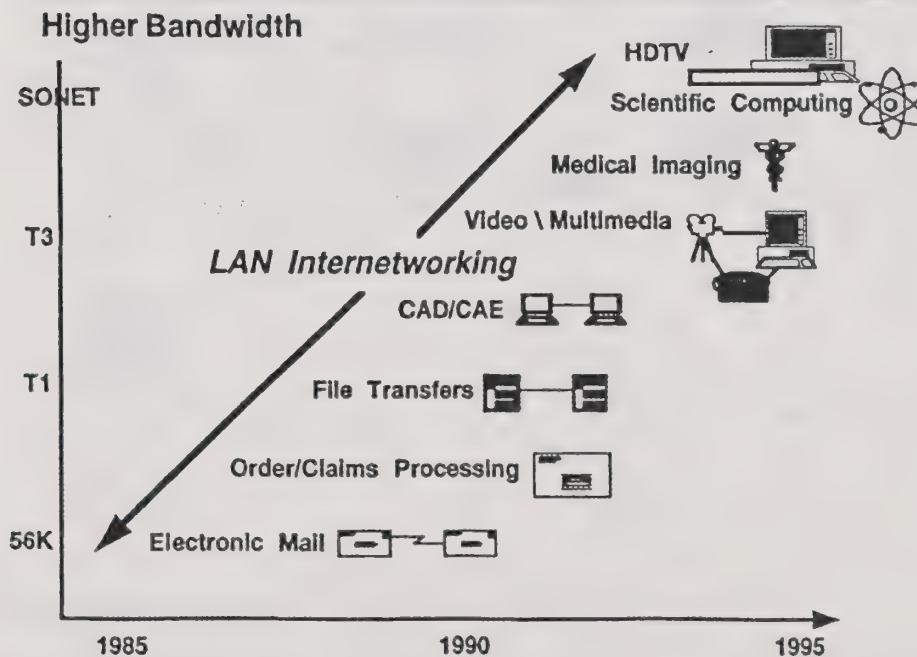 Higher Bandwidth
SONET
HDTV
Scientific Computing
Medical Imaging
T3
Video \ Multimedia
LAN Internetworking
CAD/CAE
T1
File Transfers
Order/Claims Processing
56K
Electronic Mail
1985 1990 1995